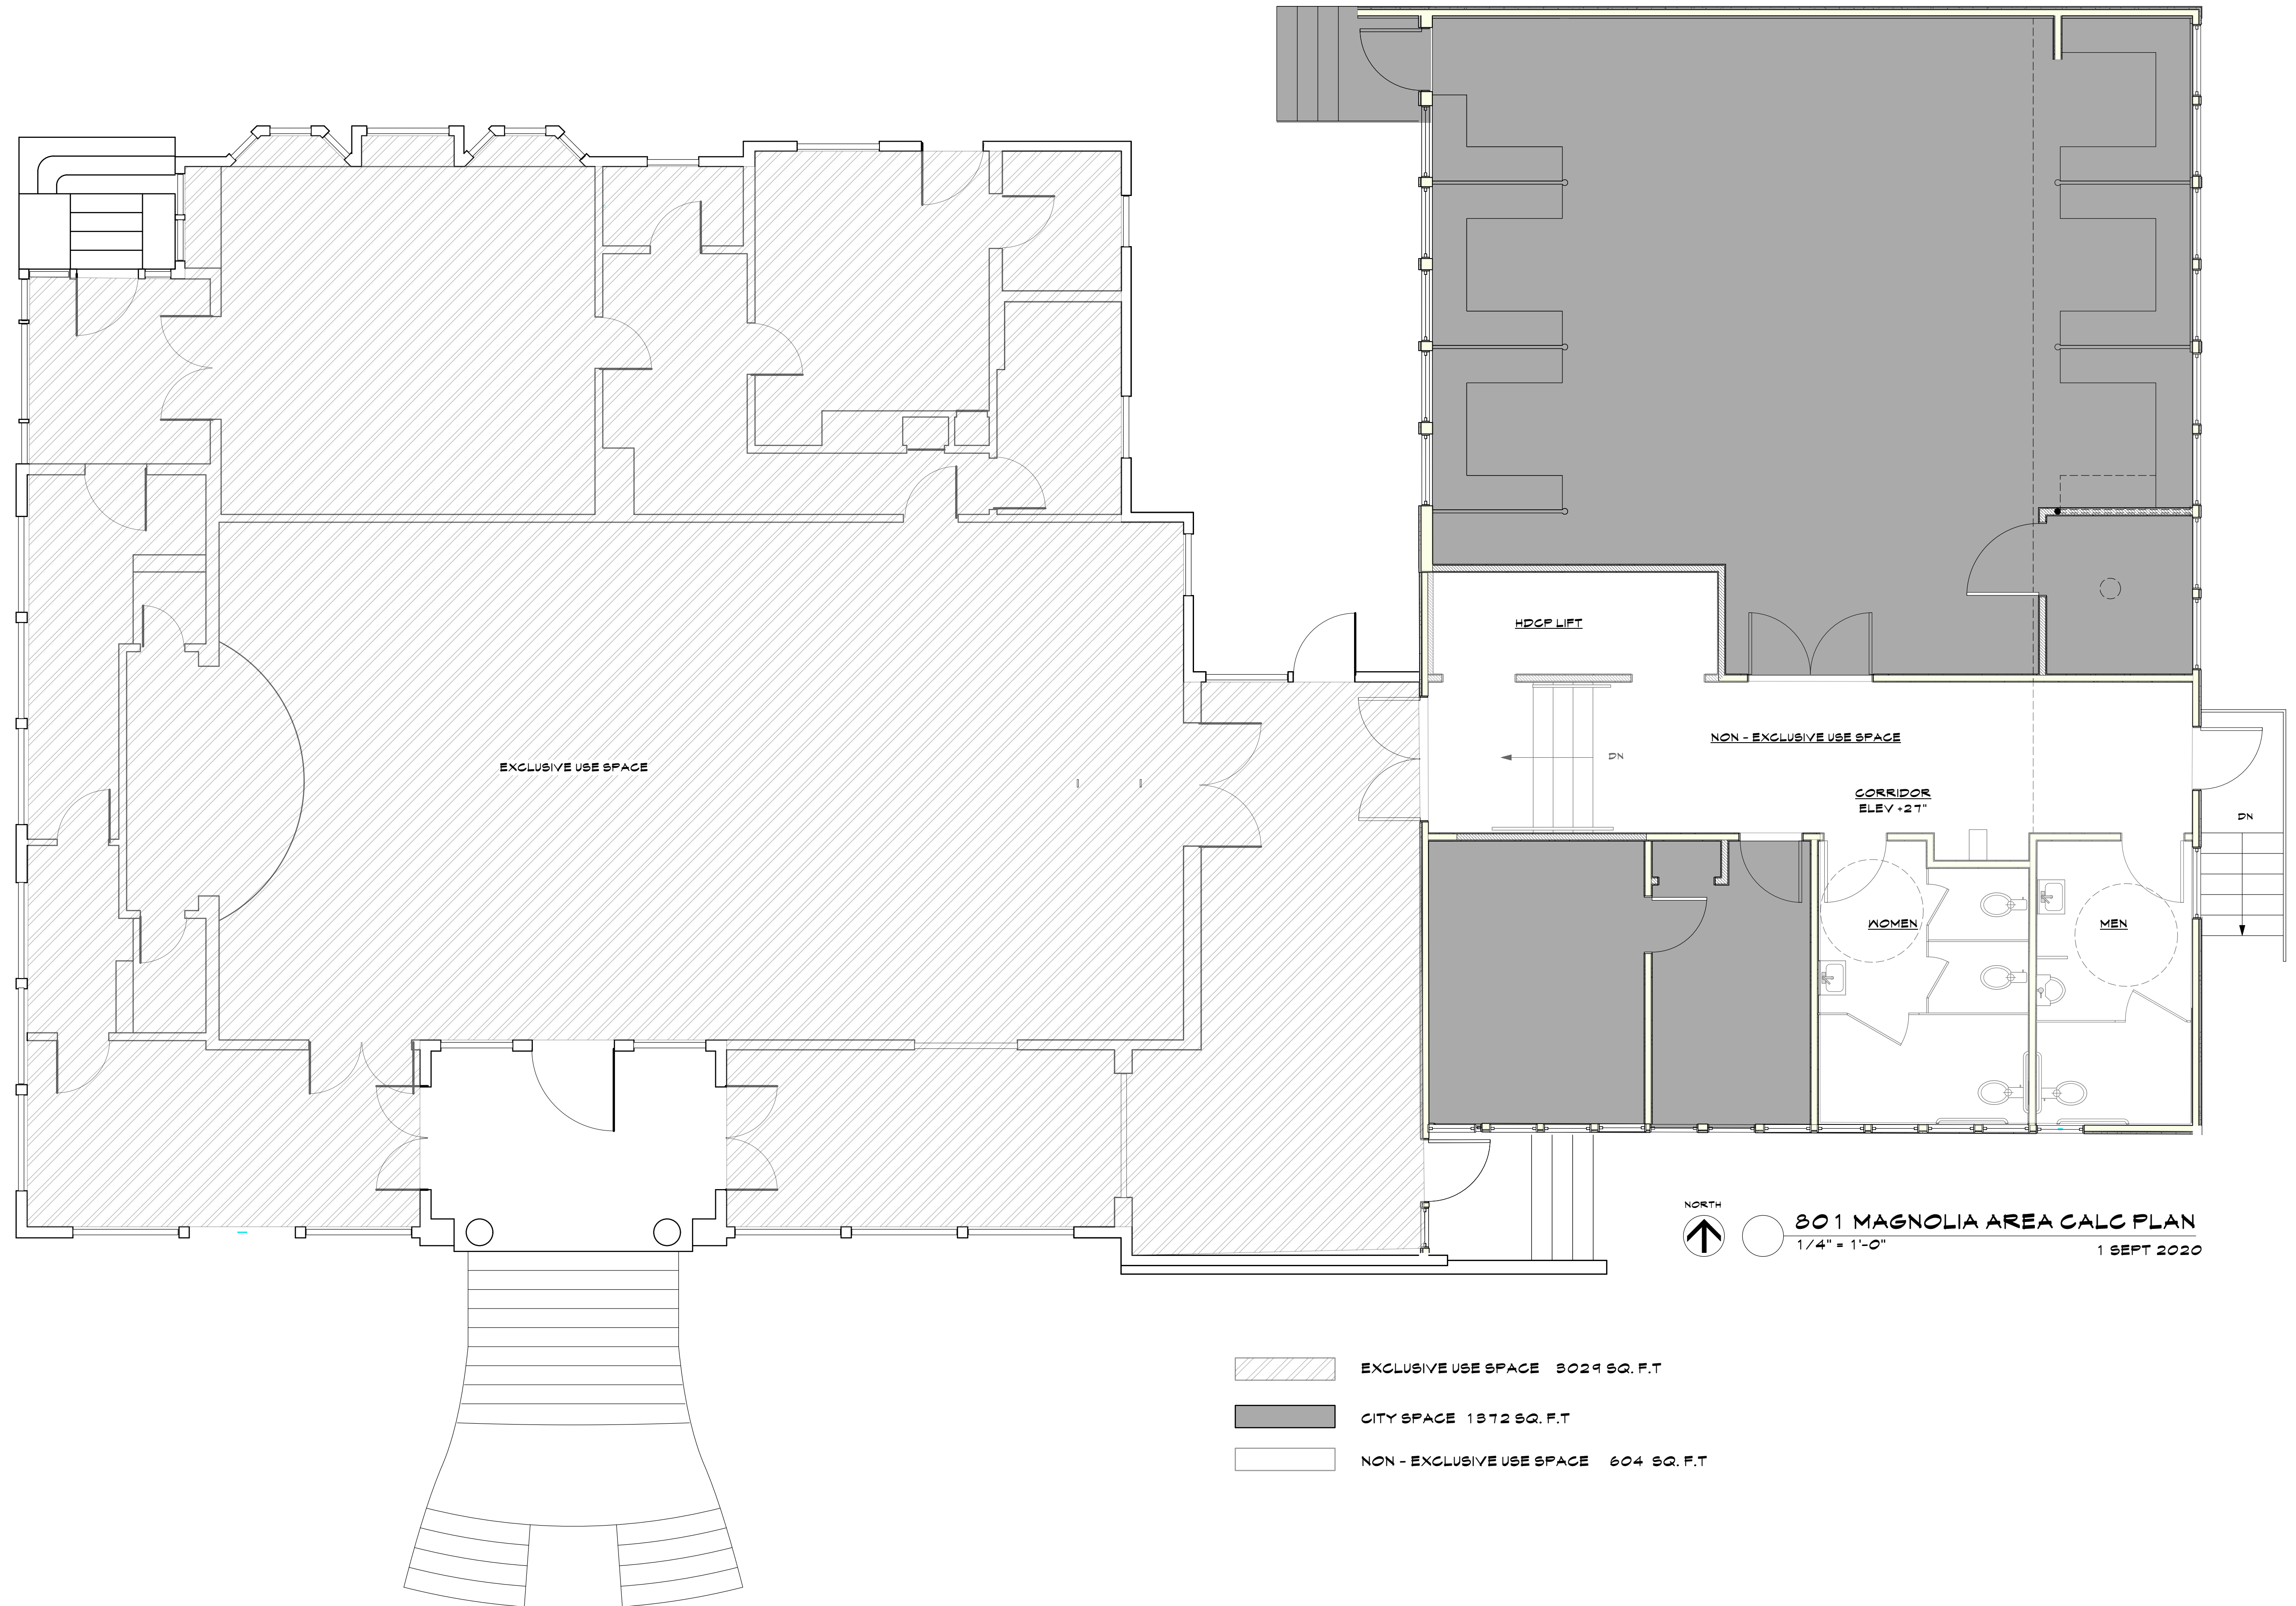 HDCP LIFT
NON - EXCLUSIVE USE SPACE
DN
EXCLUSIVE USE SPACE
CORRIDOR
ELEV +27"
DN
WOMEN
MEN
NORTH
801 MAGNOLIA AREA CALC PLAN
1/4" = 1'-0"
1 SEPT 2020
EXCLUSIVE USE SPACE 3029 SQ. F.T
CITY SPACE 1372 SQ. F.T
NON - EXCLUSIVE USE SPACE 604 SQ. F.T